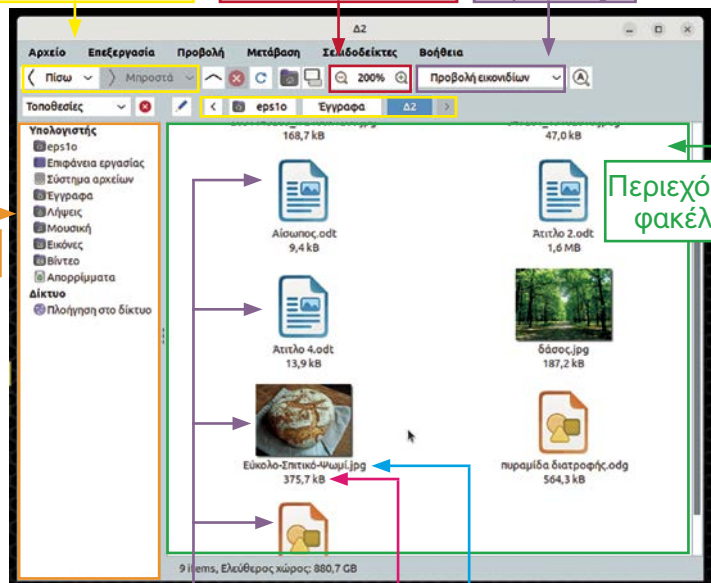 Δ2
Αρχείο Επεξεργασία Προβολή Μετάβαση Σελιδοδείκτες Βοήθεια
Πίσω Μπροστά 200% Προβολή εικονιδίων
Τοποθεσίες eps1o Έγγραφα Δ2
Υπολογιστής
eps1o
Επιφάνεια εργασίας
Σύστημα αρχείων
Έγγραφα
Λήψεις
Μουσική
Εικόνες
Βίντεο
Απορρίμματα
Δίκτυο
Πλοήγηση στο δίκτυο
168,7 kB 47,0 kB
Αίσωπος.odt Άτιτλο 2.odt
9,4 kB 1,6 MB
Άτιτλο 4.odt δάσος.jpg
13,9 kB 187,2 kB
Εύκολο-Σπιτικό-Ψωμί.jpg πυραμίδα διατροφής.odg
375,7 kB 564,3 kB
9 items, Ελεύθερος χώρος: 880,7 GB
Περιεχό
φακέλ